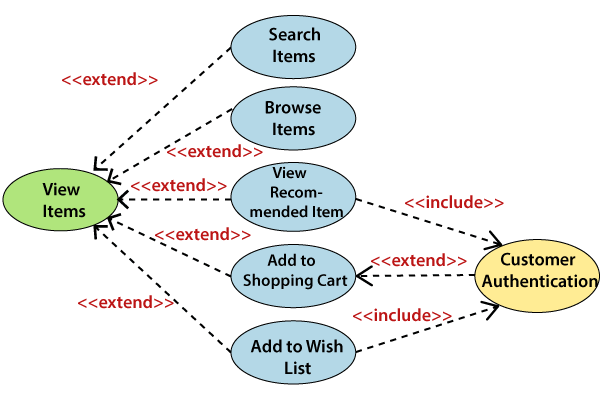 Search
Items
<<extend>>
Browse
Items
<<extend>>
View
Recom-
mended Item
<<extend>>
View
Items
<<include>>
<<extend>>
Add to
Shopping Cart
<<extend>>
Customer
Authentication
<<extend>>
<<include>>
Add to Wish
List